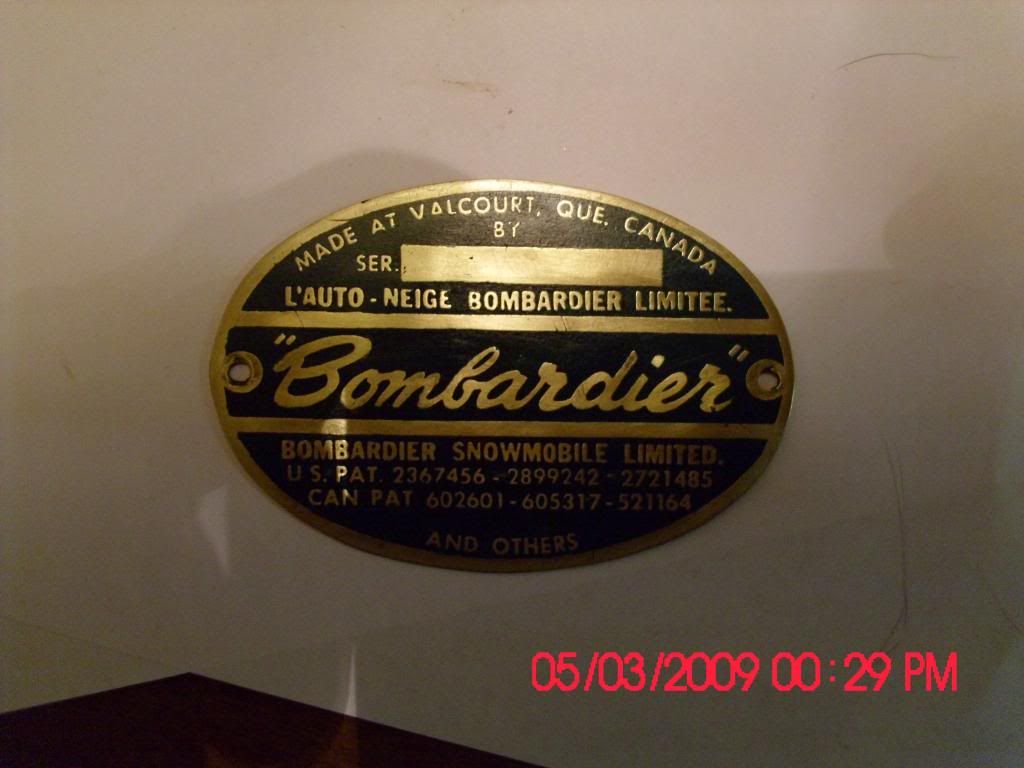 MADE AT VALCOURT, QUE. CANADA
BY
SER.
L'AUTO-NEIGE BOMBARDIER LIMITEE.
"Bombardier"
BOMBARDIER SNOWMOBILE LIMITED.
U.S. PAT. 2367456-2899242-2721485
CAN PAT 602601-605317-521164
AND OTHERS
05/03/2009 00:29 PM